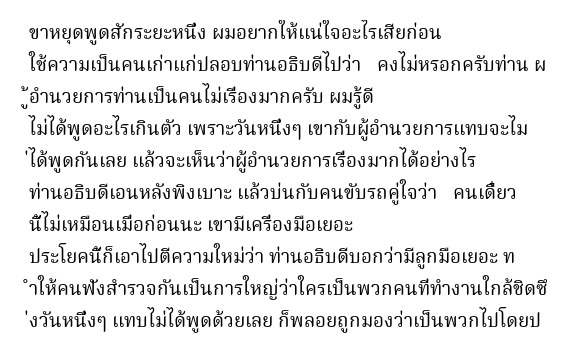 ขาหยุดพูดสักระยะหนึ่ง ผมอยากให้แน่ใจอะไรเสียก่อน
ใช้ความเป็นคนเก่าแก่ปลอบท่านอธิบดีไปว่า   คงไม่หรอกครับท่าน ผ
ู้อำนวยการท่านเป็นคนไม่เรื่องมากครับ ผมรู้ดี
ไม่ได้พูดอะไรเกินตัว เพราะวันหนึ่งๆ เขากับผู้อำนวยการแทบจะไม
่ได้พูดกันเลย แล้วจะเห็นว่าผู้อำนวยการเรื่องมากได้อย่างไร
ท่านอธิบดีเอนหลังพิงเบาะ แล้วบ่นกับคนขับรถคู่ใจว่า   คนเดี๋ยว
นี้ไม่เหมือนเมื่อก่อนนะ เขามีเครื่องมือเยอะ
ประโยคนี้ก็เอาไปตีความใหม่ว่า ท่านอธิบดีบอกว่ามีลูกมือเยอะ ท
ำให้คนฟังสำรวจกันเป็นการใหญ่ว่าใครเป็นพวกคนที่ทำงานใกล้ชิดซึ
่งวันหนึ่งๆ แทบไม่ได้พูดด้วยเลย ก็พลอยถูกมองว่าเป็นพวกไปโดยป